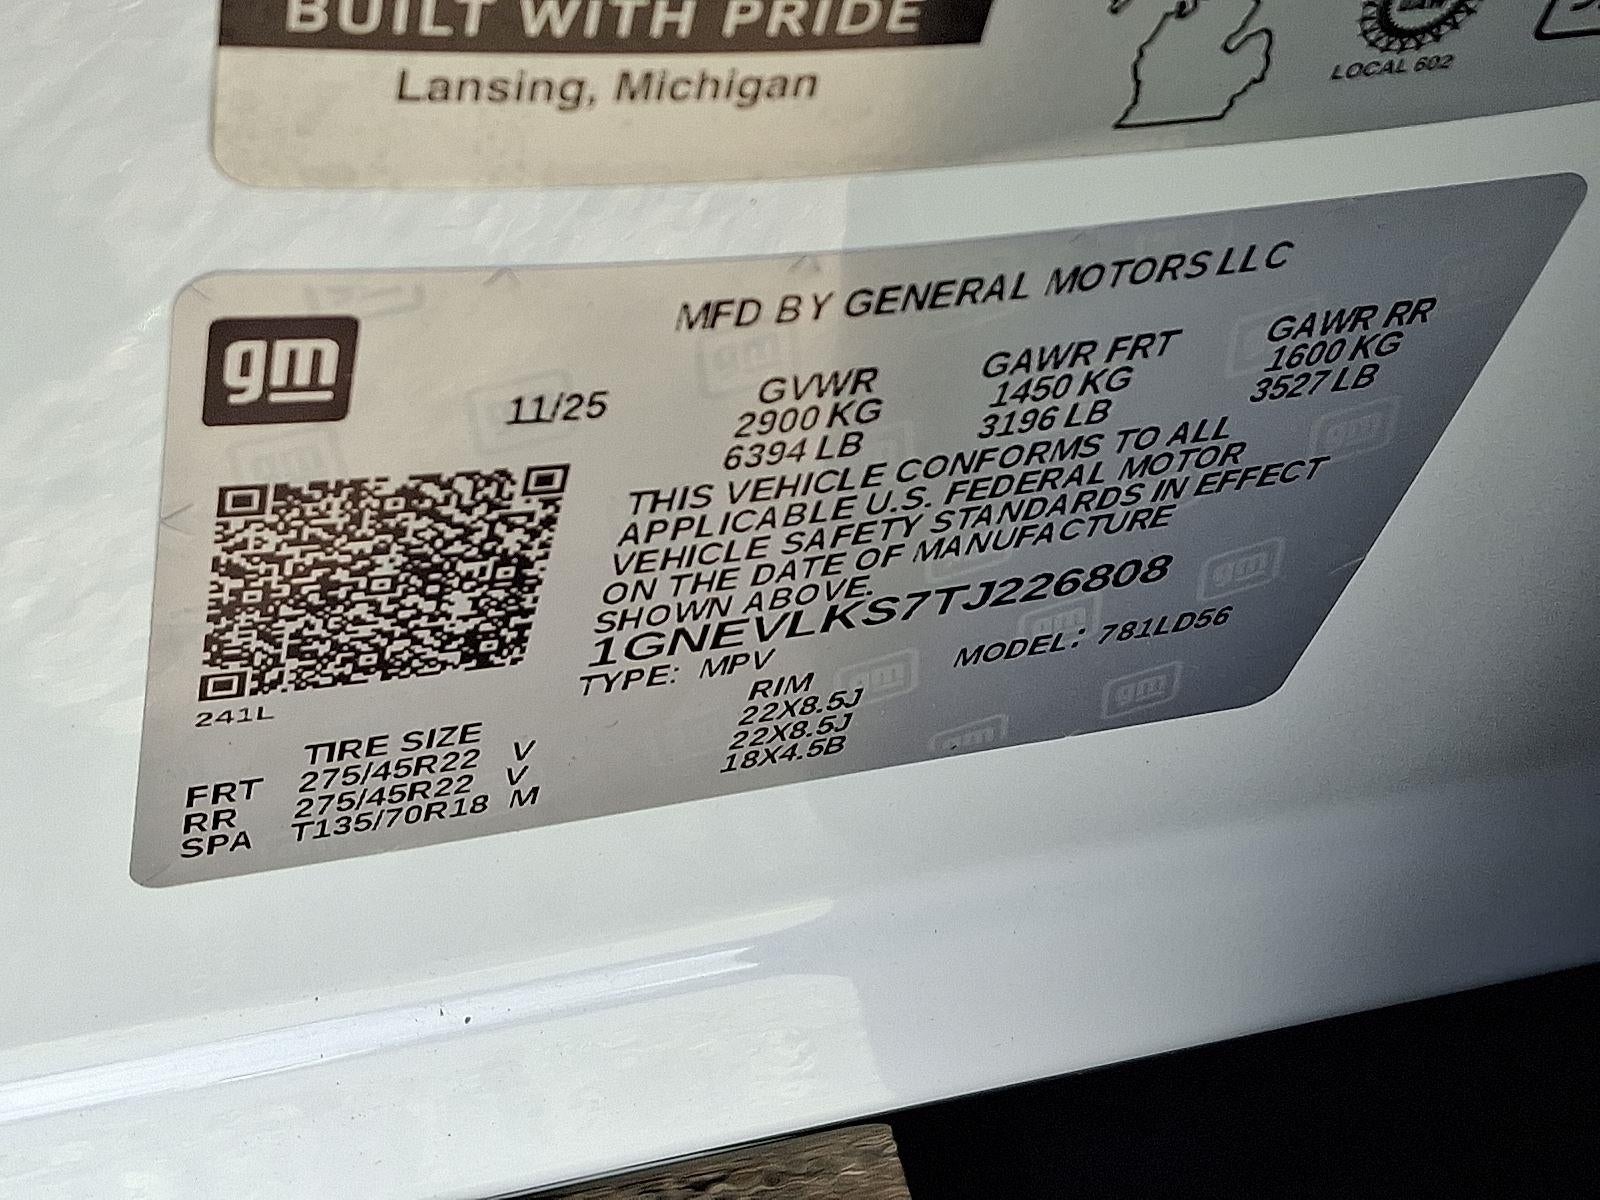 BUILT WITH PRIDE
Lansing, Michigan
LOCAL 602
gm
MFD BY GENERAL MOTORS LLC
11/25
GVWR GAWR FRT GAWR RR
2900 KG 1450 KG 1600 KG
6394 LB 3196 LB 3527 LB
THIS VEHICLE CONFORMS TO ALL
APPLICABLE U.S. FEDERAL MOTOR
VEHICLE SAFETY STANDARDS IN EFFECT
ON THE DATE OF MANUFACTURE
SHOWN ABOVE.
1GNEVLKS7TJ226808
TYPE: MPV MODEL: 781LD56
241L
TIRE SIZE RIM
FRT 275/45R22 V 22X8.5J
RR 275/45R22 V 22X8.5J
SPA T135/70R18 M 18X4.5B